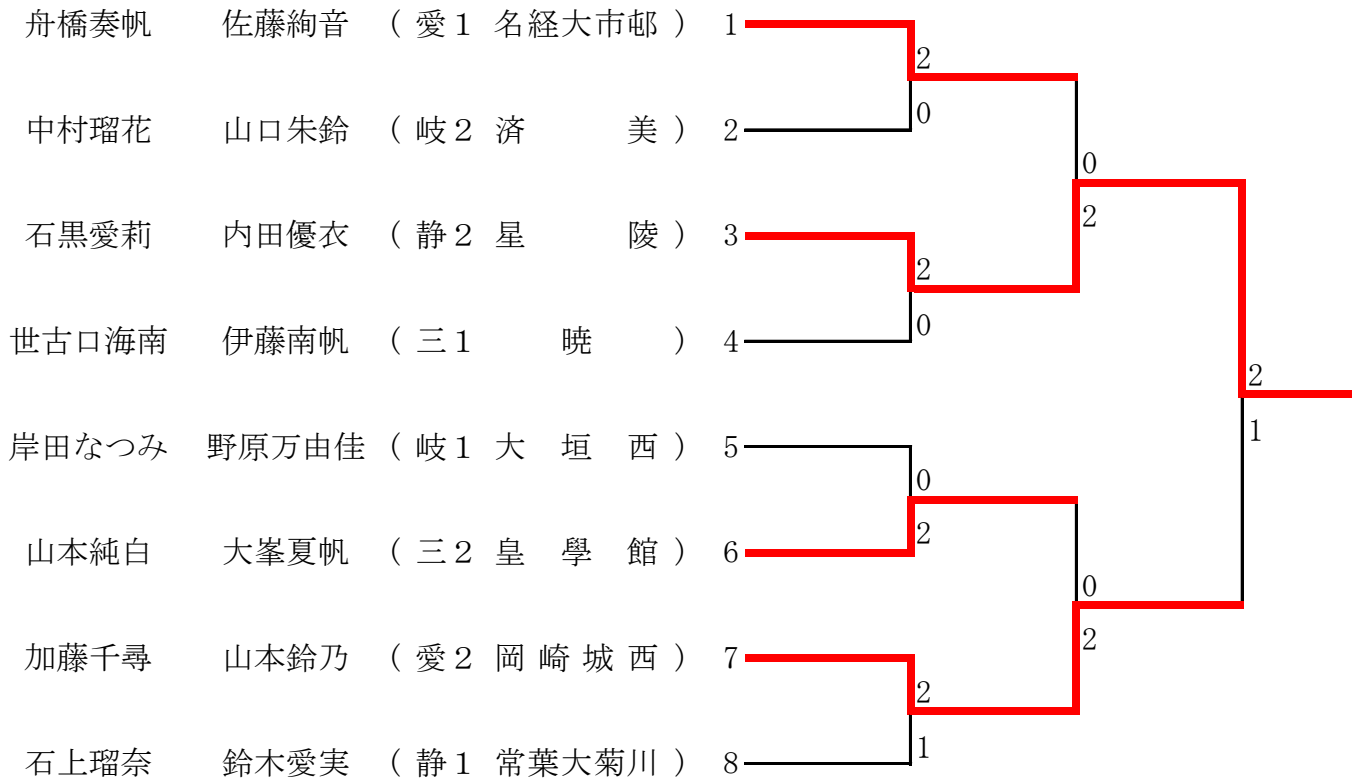 舟橋奏帆 佐藤絢音 （ 愛１ 名経大市邨 ） 1
2
中村瑠花 山口朱鈴 （ 岐２ 済 美 ） 2
0
0
石黒愛莉 内田優衣 （ 静２ 星 陵 ） 3
2
2
世古口海南 伊藤南帆 （ 三１ 暁 ） 4
0
2
岸田なつみ 野原万由佳 （ 岐１ 大 垣 西 ） 5
1
0
山本純白 大峯夏帆 （ 三２ 皇 學 館 ） 6
2
0
加藤千尋 山本鈴乃 （ 愛２ 岡 崎 城 西 ） 7
2
2
石上瑠奈 鈴木愛実 （ 静１ 常葉大菊川 ） 8
1